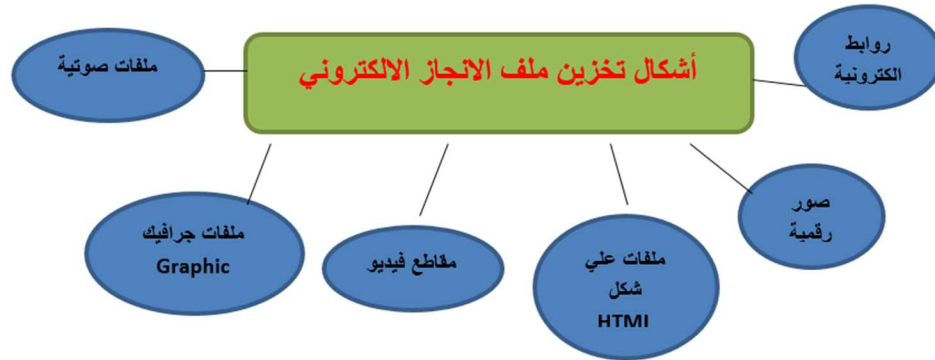 أشكال تخزين ملف الانجاز الالكتروني
روابط
الكترونية
صور
رقمية
ملفات علي
شكل
HTMl
مقاطع فيديو
ملفات جرافيك
Graphic
ملفات صوتية